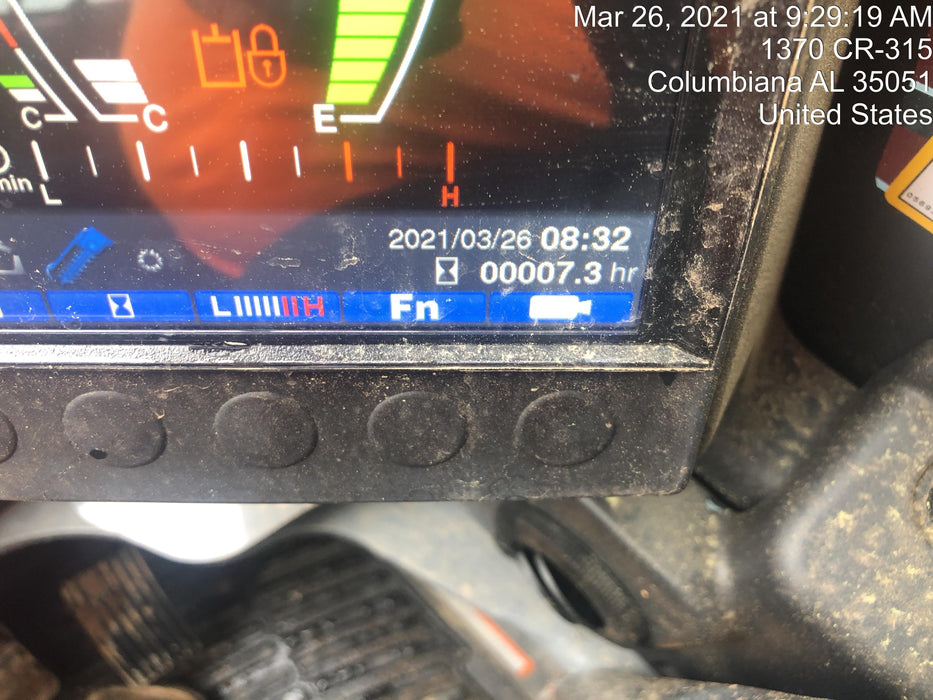 Mar 26, 2021 at 9:29:19 AM
1370 CR-315
Columbiana AL 35051
United States
C
C
E
min
L
H
2021/03/26 08:32
00007.3 hr
L H
Fn